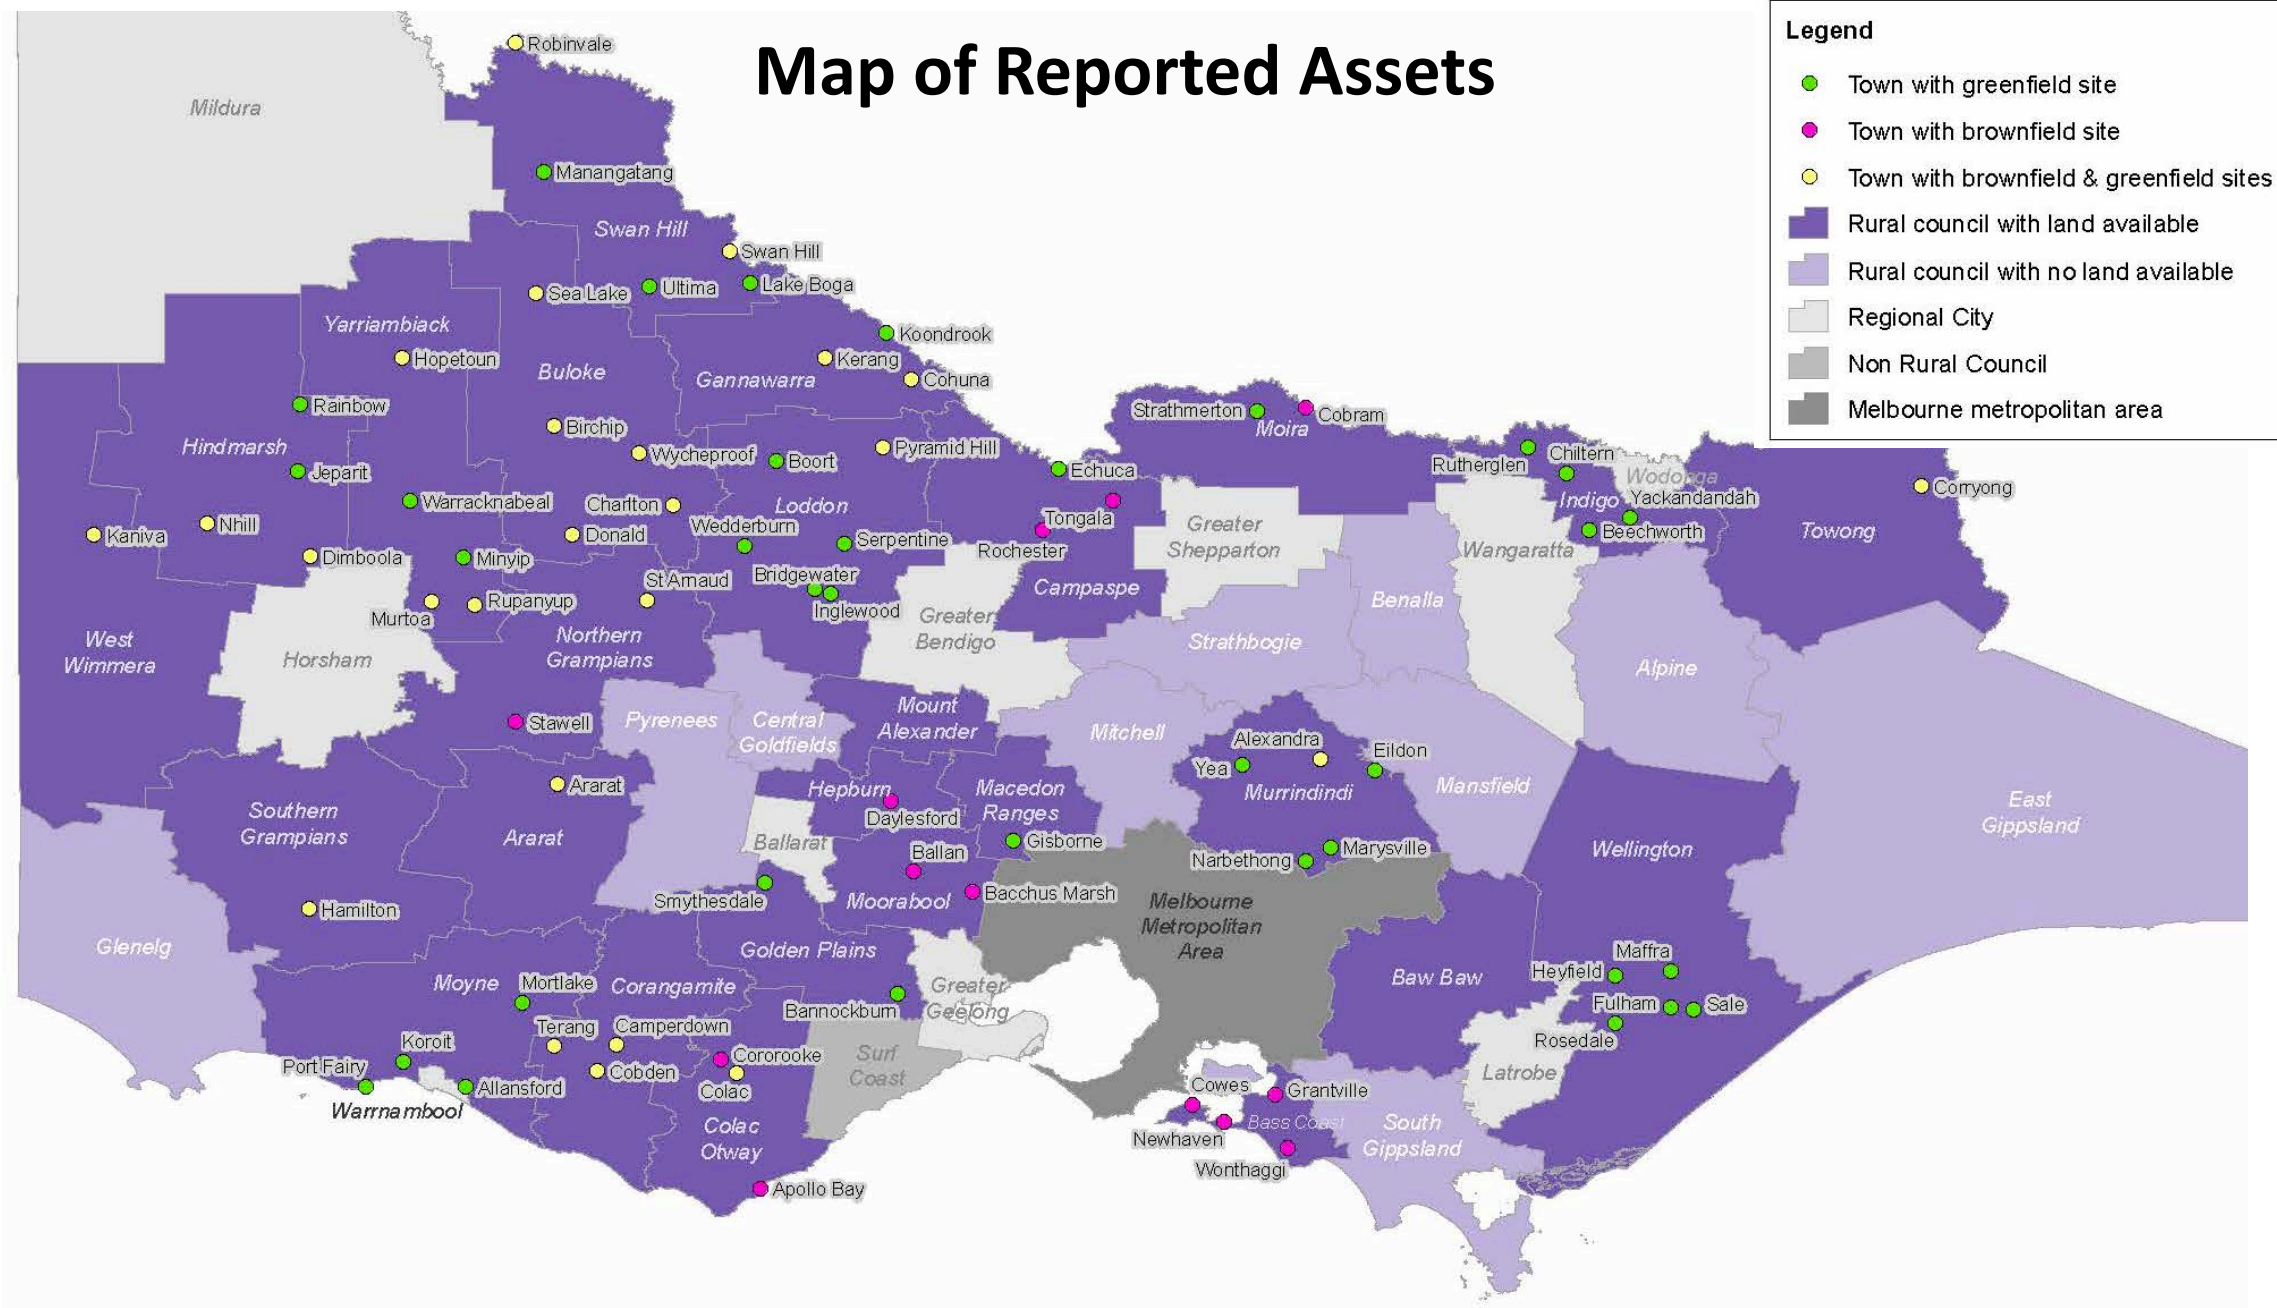 Map of Reported Assets
Legend
Town with greenfield site
Town with brownfield site
Town with brownfield & greenfield sites
Rural council with land available
Rural council with no land available
Regional City
Non Rural Council
Melbourne metropolitan area
Robinvale
Mildura
Manangatang
Swan Hill
Swan Hill
Sea Lake
Ultima
Lake Boga
Yarriambiack
Koondrook
Hopetoun
Buloke
Gannawarra
Kerang
Cohuna
Rainbow
Strathmerton
Cobram
Moira
Birchip
Hindmarsh
Wycheproof
Boort
Pyramid Hill
Echuca
Rutherglen
Chiltern
Wodonga
Jeparit
Corryong
Warracknabeal
Charlton
Loddon
Indigo
Yackandandah
Kaniva
Nhill
Donald
Wedderburn
Serpentine
Tongala
Rochester
Greater
Shepparton
Wangaratta
Beechworth
Towong
Dimboola
Minyip
St Arnaud
Bridgewater
Inglewood
Campaspe
Benalla
Murtoa
Rupanyup
Greater
Bendigo
West
Wimmera
Horsham
Northern
Grampians
Strathbogie
Alpine
Stawell
Pyrenees
Central
Goldfields
Mount
Alexander
Mitchell
Alexandra
Eildon
Yea
Murrindindi
Mansfield
Ararat
Hepburn
Daylesford
Macedon
Ranges
East
Gippsland
Southern
Grampians
Ararat
Ballarat
Ballan
Gisborne
Narbethong
Marysville
Wellington
Hamilton
Smythesdale
Moorabool
Bacchus Marsh
Melbourne
Metropolitan
Area
Glenelg
Golden Plains
Maffra
Heyfield
Baw Baw
Moyne
Mortlake
Corangamite
Bannockburn
Greater
Geelong
Fulham
Sale
Rosedale
Terang
Camperdown
Koroit
Cororooke
Surf
Coast
Port Fairy
Allansford
Cobden
Colac
Latrobe
Warrnambool
Cowes
Grantville
Newhaven
Bass Coast
South
Gippsland
Wonthaggi
Colac
Otway
Apollo Bay